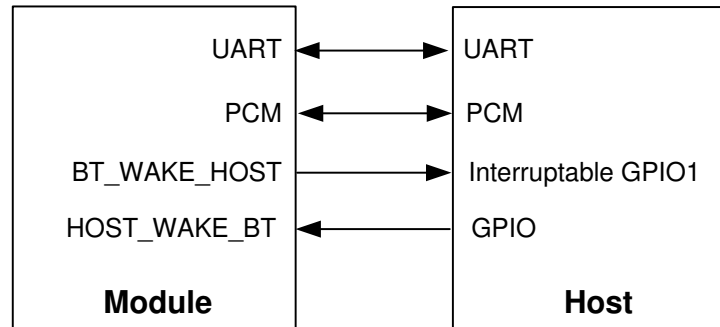 UART UART
PCM PCM
BT_WAKE_HOST Interruptable GPIO1
HOST_WAKE_BT GPIO
Module Host